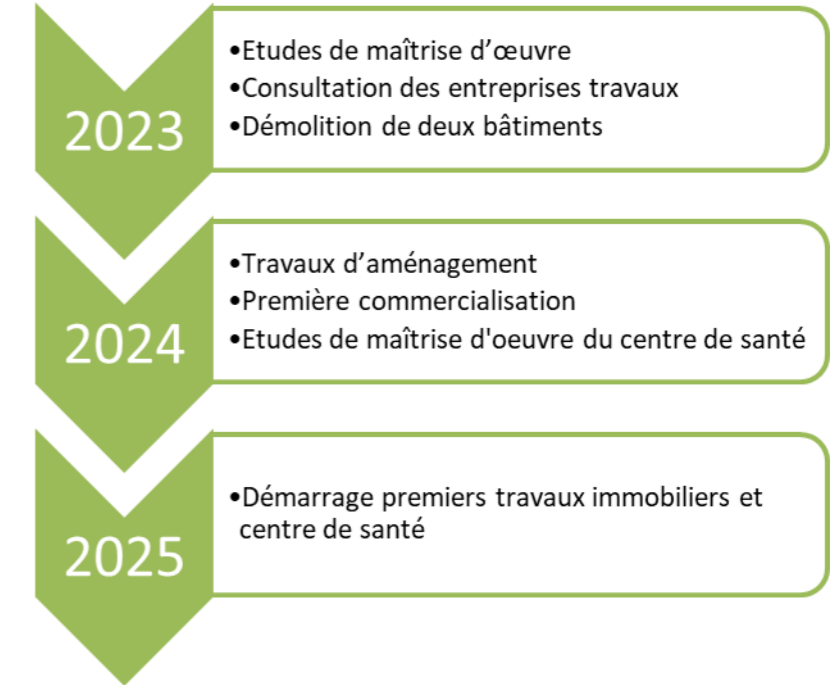 2023
•Etudes de maîtrise d’œuvre
•Consultation des entreprises travaux
•Démolition de deux bâtiments
2024
•Travaux d’aménagement
•Première commercialisation
•Etudes de maîtrise d'oeuvre du centre de santé
2025
•Démarrage premiers travaux immobiliers et
centre de santé